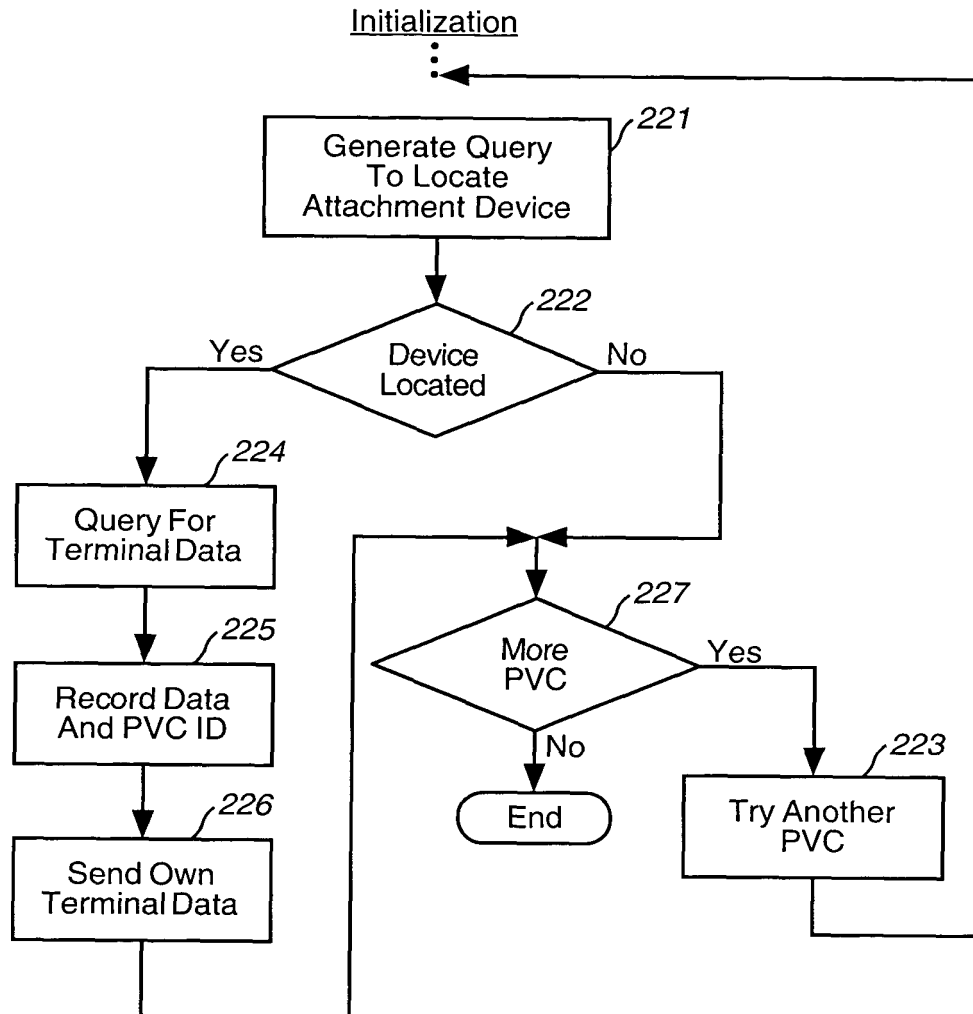 Initialization
221
Generate Query
To Locate
Attachment Device
222
Yes
Device
Located
No
224
Query For
Terminal Data
227
More
PVC
Yes
225
Record Data
And PVC ID
No
223
226
End
Try Another
PVC
Send Own
Terminal Data